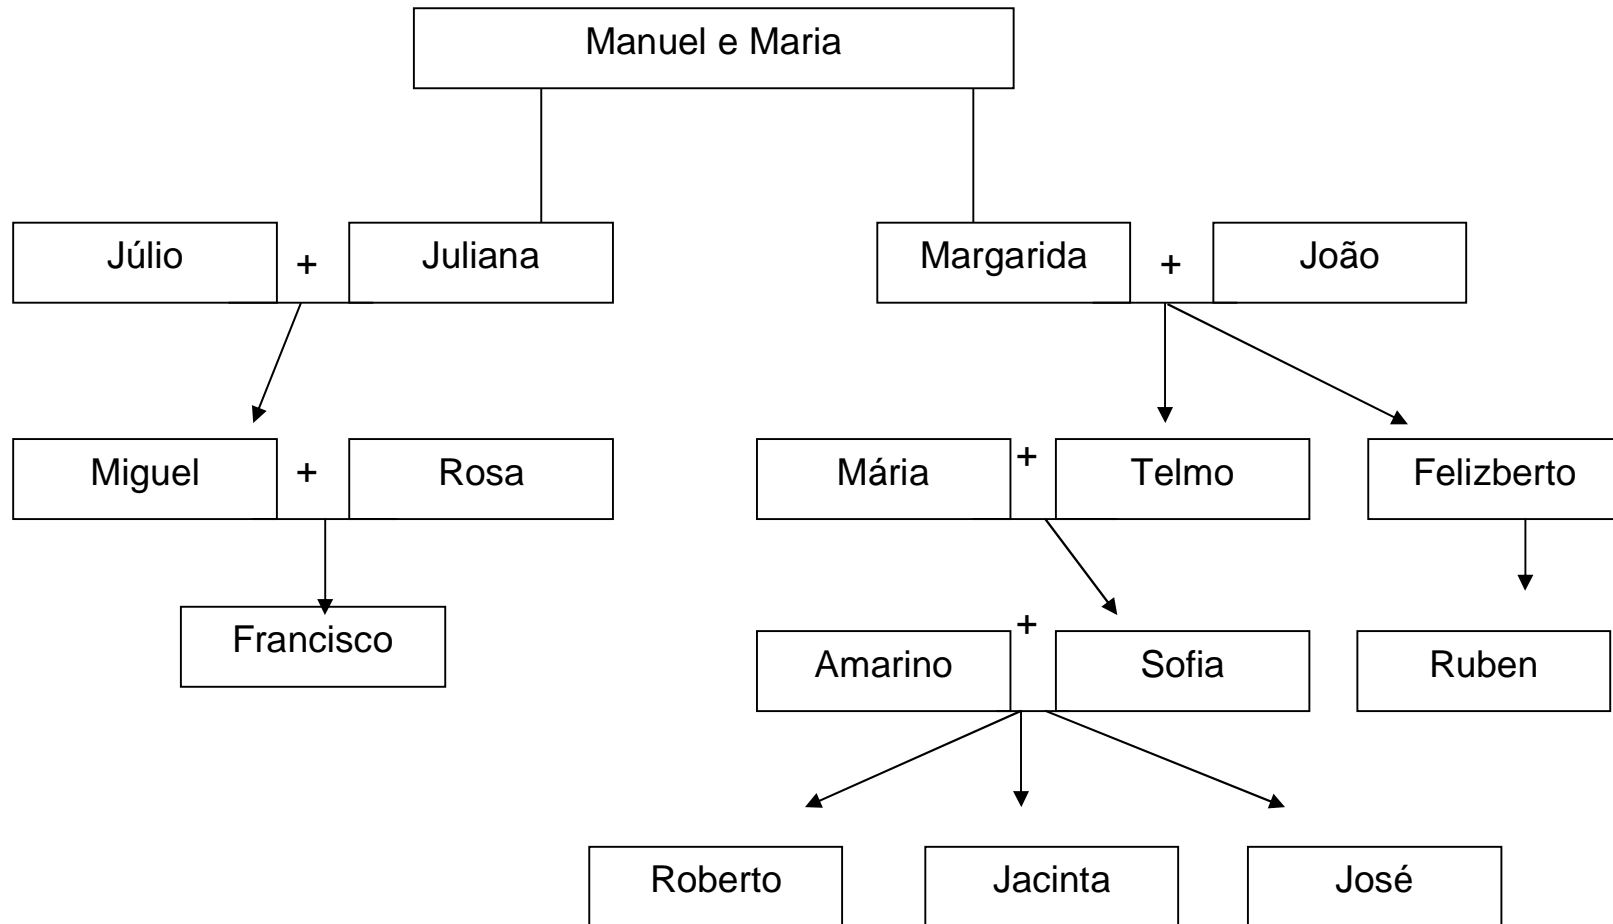 Manuel e Maria
Júlio + Juliana
Margarida + João
Miguel + Rosa
Mária + Telmo
Felizberto
Francisco
Amarino + Sofia
Ruben
Roberto
Jacinta
José